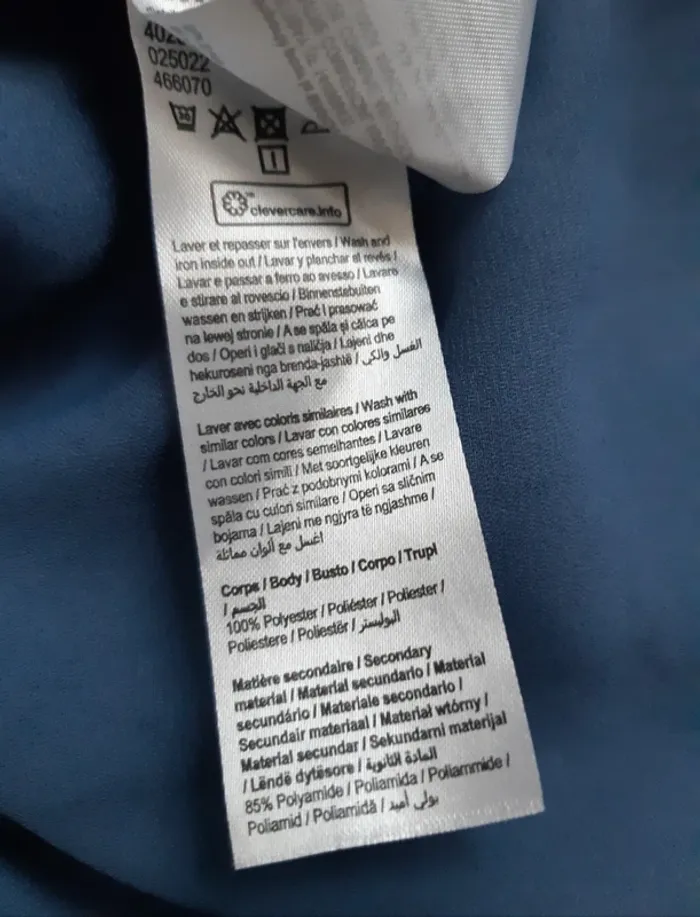 025022
466070
30
P
clevercare.info
Laver et repasser sur l'envers / Wash and
iron inside out / Lavar y planchar al revés /
Lavar e passar a ferro ao avesso / Lavare
e stirare al rovescio / Binnenstebuiten
wassen en strijken / Prać I prasować
na lewej stronie / A se spăla și călca pe
dos / Operi i glači s naličja / Lajeni dhe
hekuroseni nga brenda-jashtë / الغسل والكي
مع الجهة الداخلية نحو الخارج
Laver avec coloris similaires / Wash with
similar colors / Lavar con colores similares
/ Lavar com cores semelhantes / Lavare
con colori simili / Met soortgelijke kleuren
wassen / Prać z podobnymi kolorami / A se
spăla cu culori similare / Operi sa sličnim
bojama / Lajeni me ngjyra të ngjashme /
اغسل مع ألوان مماثلة
Corps / Body / Busto / Corpo / Trupi
/ الجسم
100% Polyester / Poliéster / Poliester /
Poliestere / Poliestër / البوليستر
Matière secondaire / Secondary
material / Material secundario / Material
secundário / Materiale secondario /
Secundair materiaal / Materiał wtórny /
Material secundar / Sekundarni materijal
/ Lëndë dytësore / المادة الثانوية
85% Polyamide / Poliamida / Poliammide /
Poliamid / Poliamidă / بولي أميد